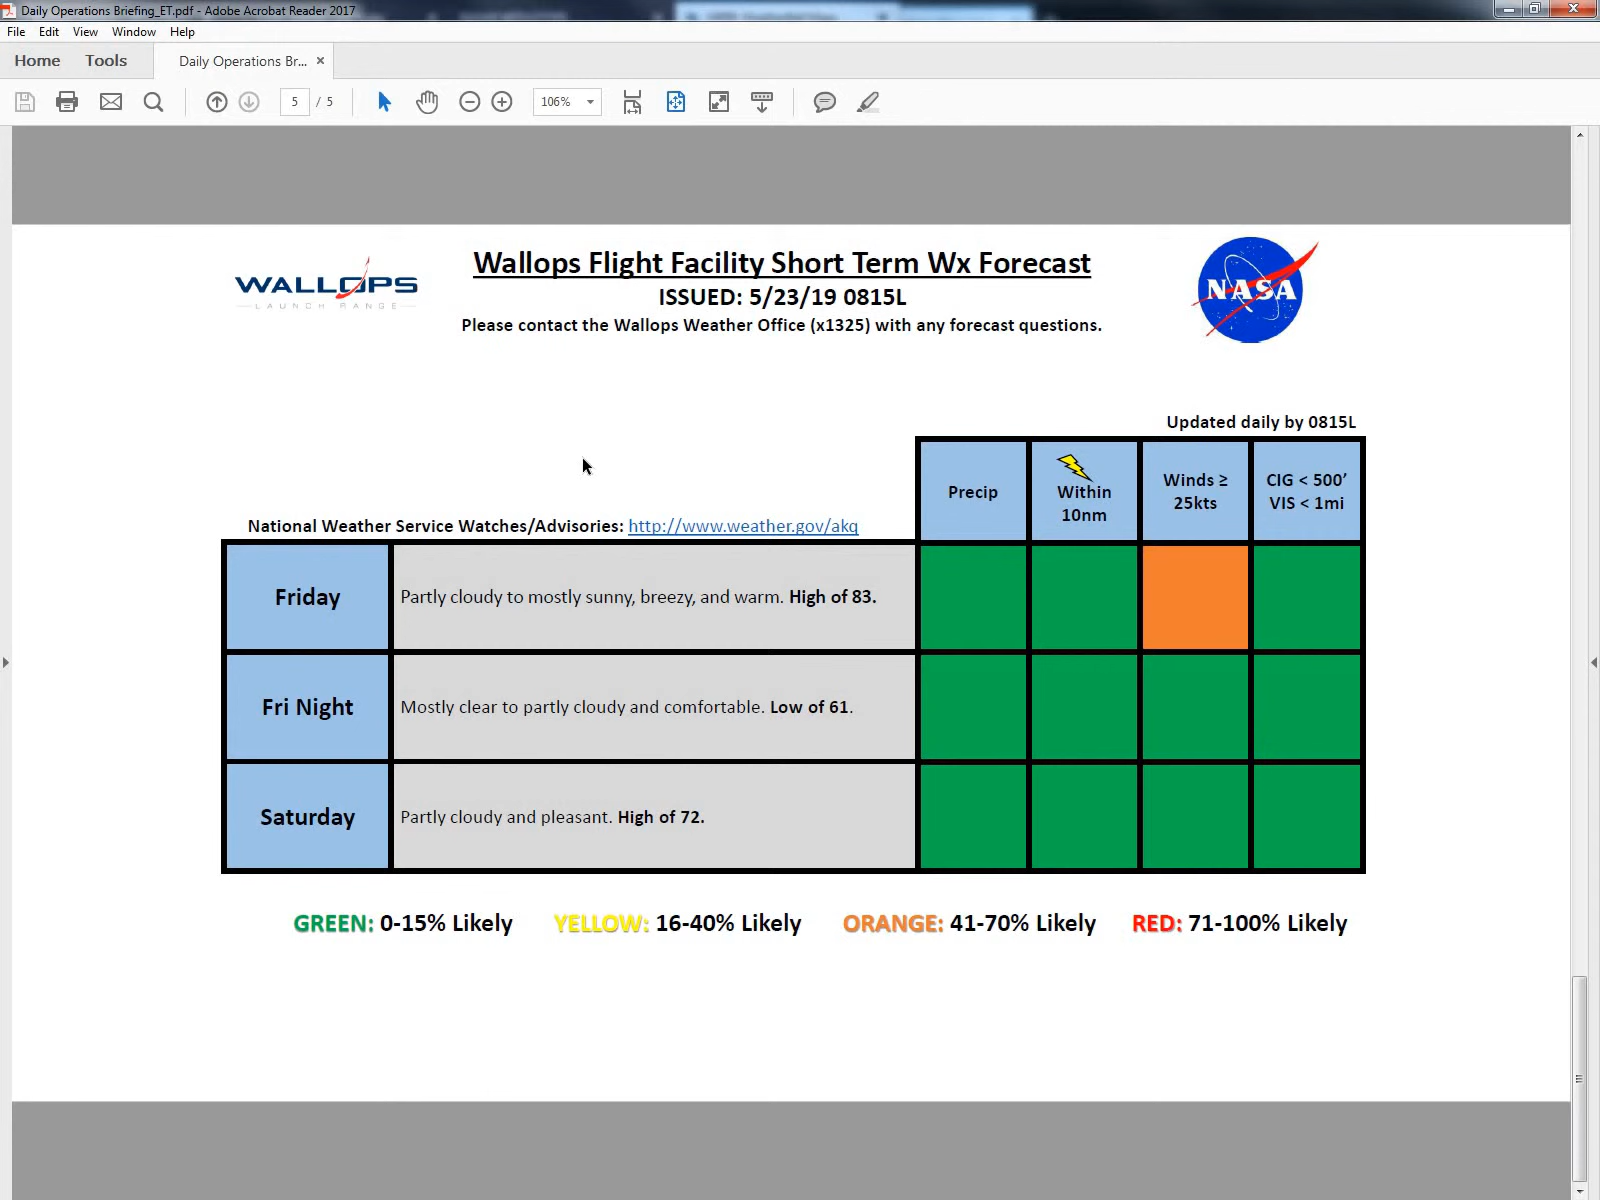 Daily Operations Briefing_ET.pdf - Adobe Acrobat Reader 2017
File Edit View Window Help
Home Tools Daily Operations Br... ×
5 / 5 106%
WALLOPS
LAUNCH RANGE
Wallops Flight Facility Short Term Wx Forecast
ISSUED: 5/23/19 0815L
Please contact the Wallops Weather Office (x1325) with any forecast questions.
NASA
Updated daily by 0815L
Precip
Within
10nm
Winds ≥
25kts
CIG < 500’
VIS < 1mi
National Weather Service Watches/Advisories: http://www.weather.gov/akq
Friday
Partly cloudy to mostly sunny, breezy, and warm. High of 83.
Fri Night
Mostly clear to partly cloudy and comfortable. Low of 61.
Saturday
Partly cloudy and pleasant. High of 72.
GREEN: 0-15% Likely YELLOW: 16-40% Likely ORANGE: 41-70% Likely RED: 71-100% Likely